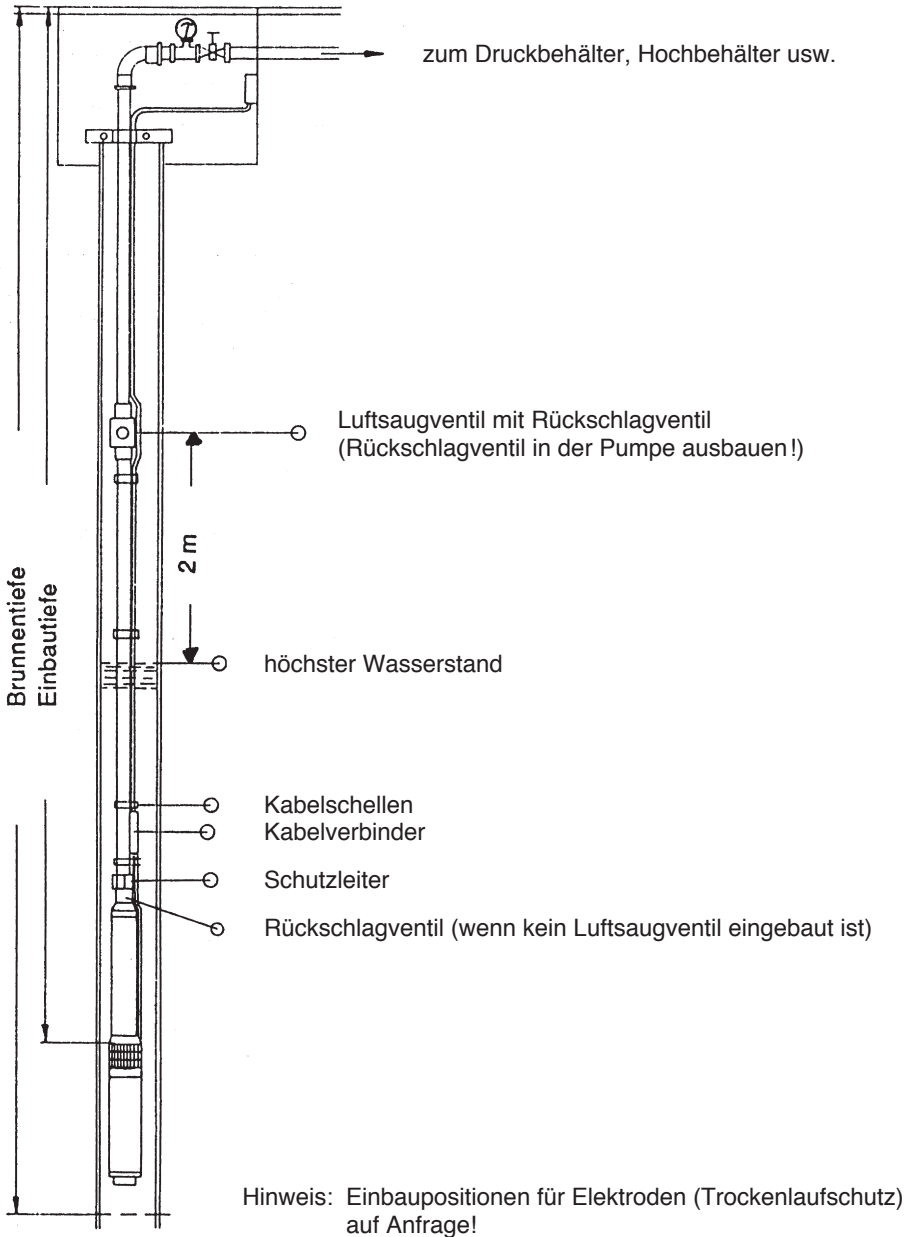 zum Druckbehälter, Hochbehälter usw.
Luftsaugventil mit Rückschlagventil
(Rückschlagventil in der Pumpe ausbauen!)
2 m
Brunnentiefe
Einbautiefe
höchster Wasserstand
Kabelschellen
Kabelverbinder
Schutzleiter
Rückschlagventil (wenn kein Luftsaugventil eingebaut ist)
Hinweis: Einbaupositionen für Elektroden (Trockenlaufschutz)
auf Anfrage!